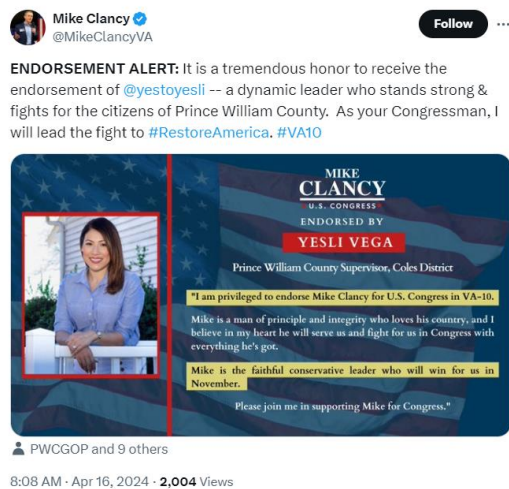 Mike Clancy
@MikeClancyVA
Follow
ENDORSEMENT ALERT: It is a tremendous honor to receive the
endorsement of @yestoyesli -- a dynamic leader who stands strong &
fights for the citizens of Prince William County. As your Congressman, I
will lead the fight to #RestoreAmerica. #VA10
MIKE
CLANCY
U.S. CONGRESS
ENDORSED BY
YESLI VEGA
Prince William County Supervisor, Coles District
"I am privileged to endorse Mike Clancy for U.S. Congress in VA-10.
Mike is a man of principle and integrity who loves his country, and I
believe in my heart he will serve us and fight for us in Congress with
everything he's got.
Mike is the faithful conservative leader who will win for us in
November.
Please join me in supporting Mike for Congress."
PWCGOP and 9 others
8:08 AM · Apr 16, 2024 · 2,004 Views